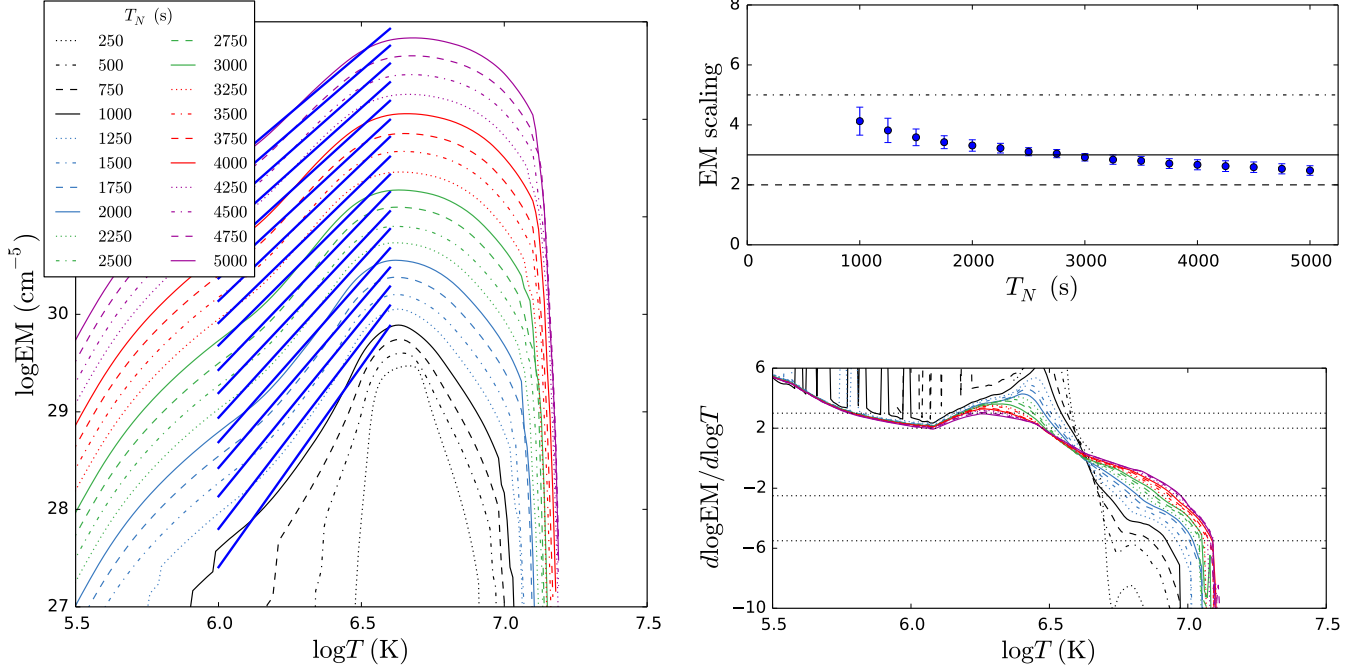 T_N (s)
250 2750
500 3000
750 3250
1000 3500
1250 3750
1500 4000
1750 4250
2000 4500
2250 4750
2500 5000
logEM (cm⁻⁵)
30
29
28
27
5.5 6.0 6.5 7.0 7.5
logT (K)
EM scaling
8
6
4
2
0
0 1000 2000 3000 4000 5000
T_N (s)
dlogEM/dlogT
6
2
−2
−6
−10
5.5 6.0 6.5 7.0 7.5
logT (K)